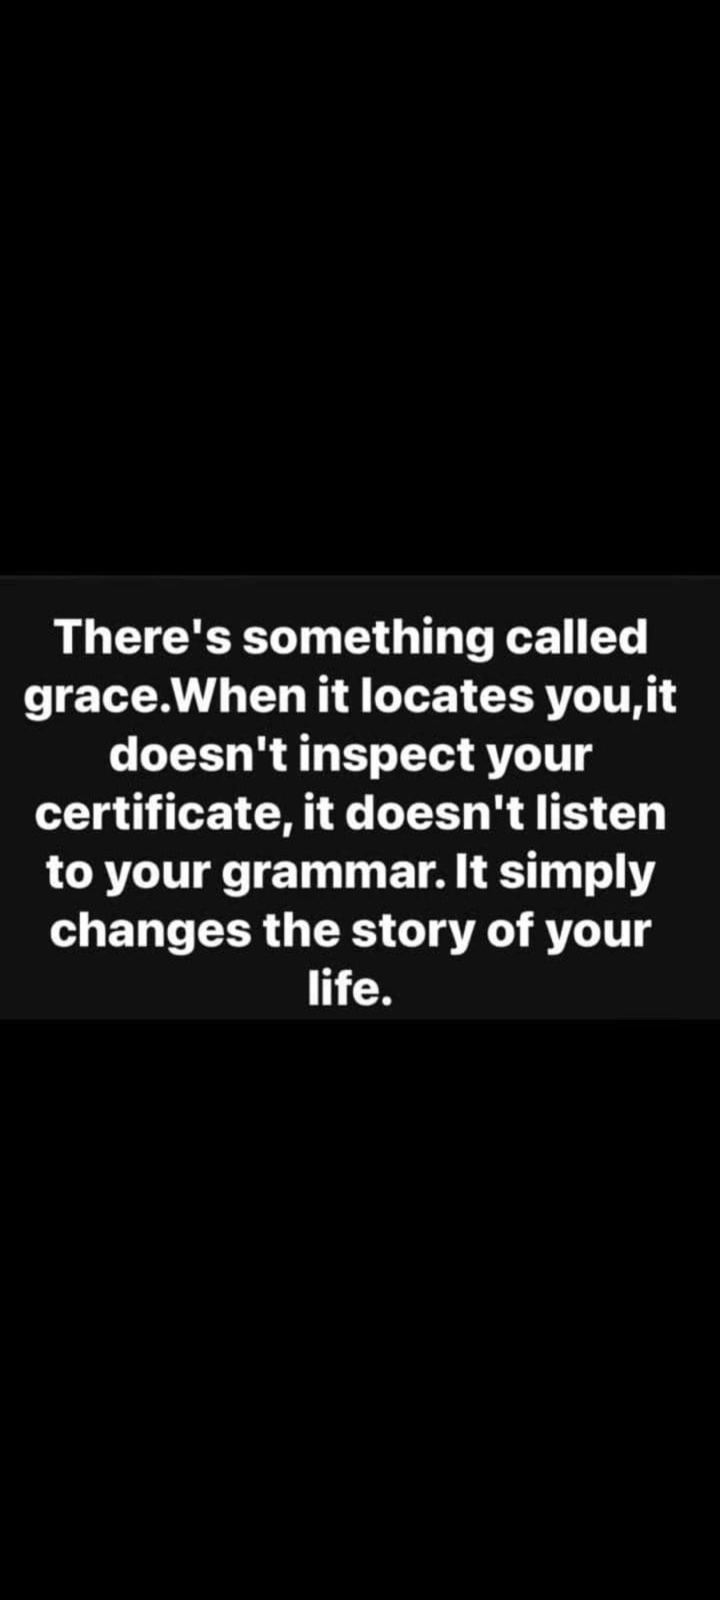 There's something called
grace.When it locates you,it
doesn't inspect your
certificate, it doesn't listen
to your grammar. It simply
changes the story of your
life.